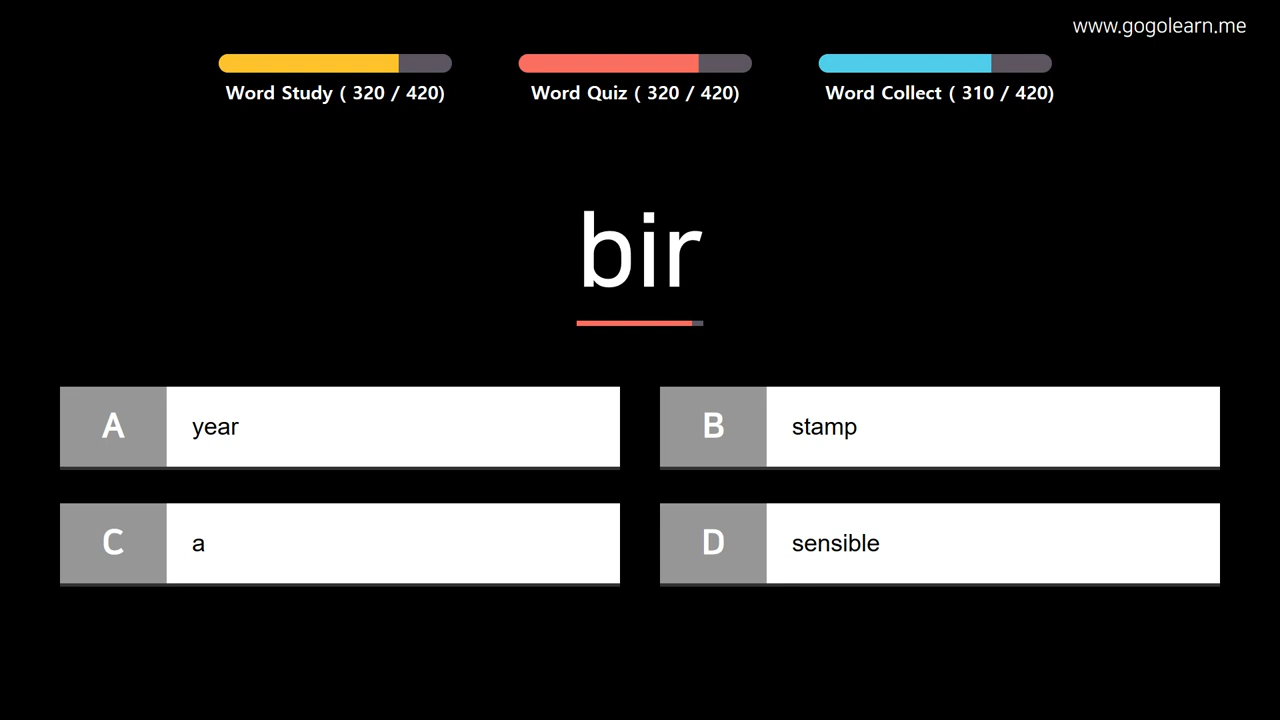 www.gogolearn.me
Word Study ( 320 / 420)
Word Quiz ( 320 / 420)
Word Collect ( 310 / 420)
bir
A year
B stamp
C a
D sensible